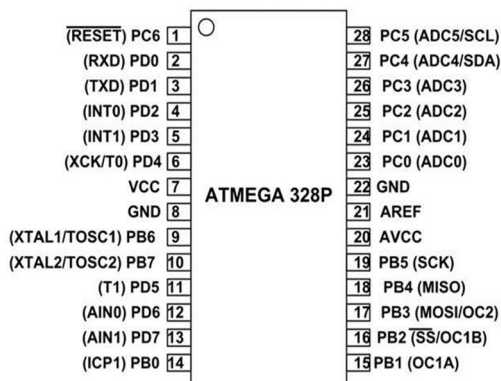 (RESET) PC6 1
(RXD) PD0 2
(TXD) PD1 3
(INT0) PD2 4
(INT1) PD3 5
(XCK/T0) PD4 6
VCC 7
GND 8
(XTAL1/TOSC1) PB6 9
(XTAL2/TOSC2) PB7 10
(T1) PD5 11
(AIN0) PD6 12
(AIN1) PD7 13
(ICP1) PB0 14
ATMEGA 328P
28 PC5 (ADC5/SCL)
27 PC4 (ADC4/SDA)
26 PC3 (ADC3)
25 PC2 (ADC2)
24 PC1 (ADC1)
23 PC0 (ADC0)
22 GND
21 AREF
20 AVCC
19 PB5 (SCK)
18 PB4 (MISO)
17 PB3 (MOSI/OC2)
16 PB2 (SS/OC1B)
15 PB1 (OC1A)